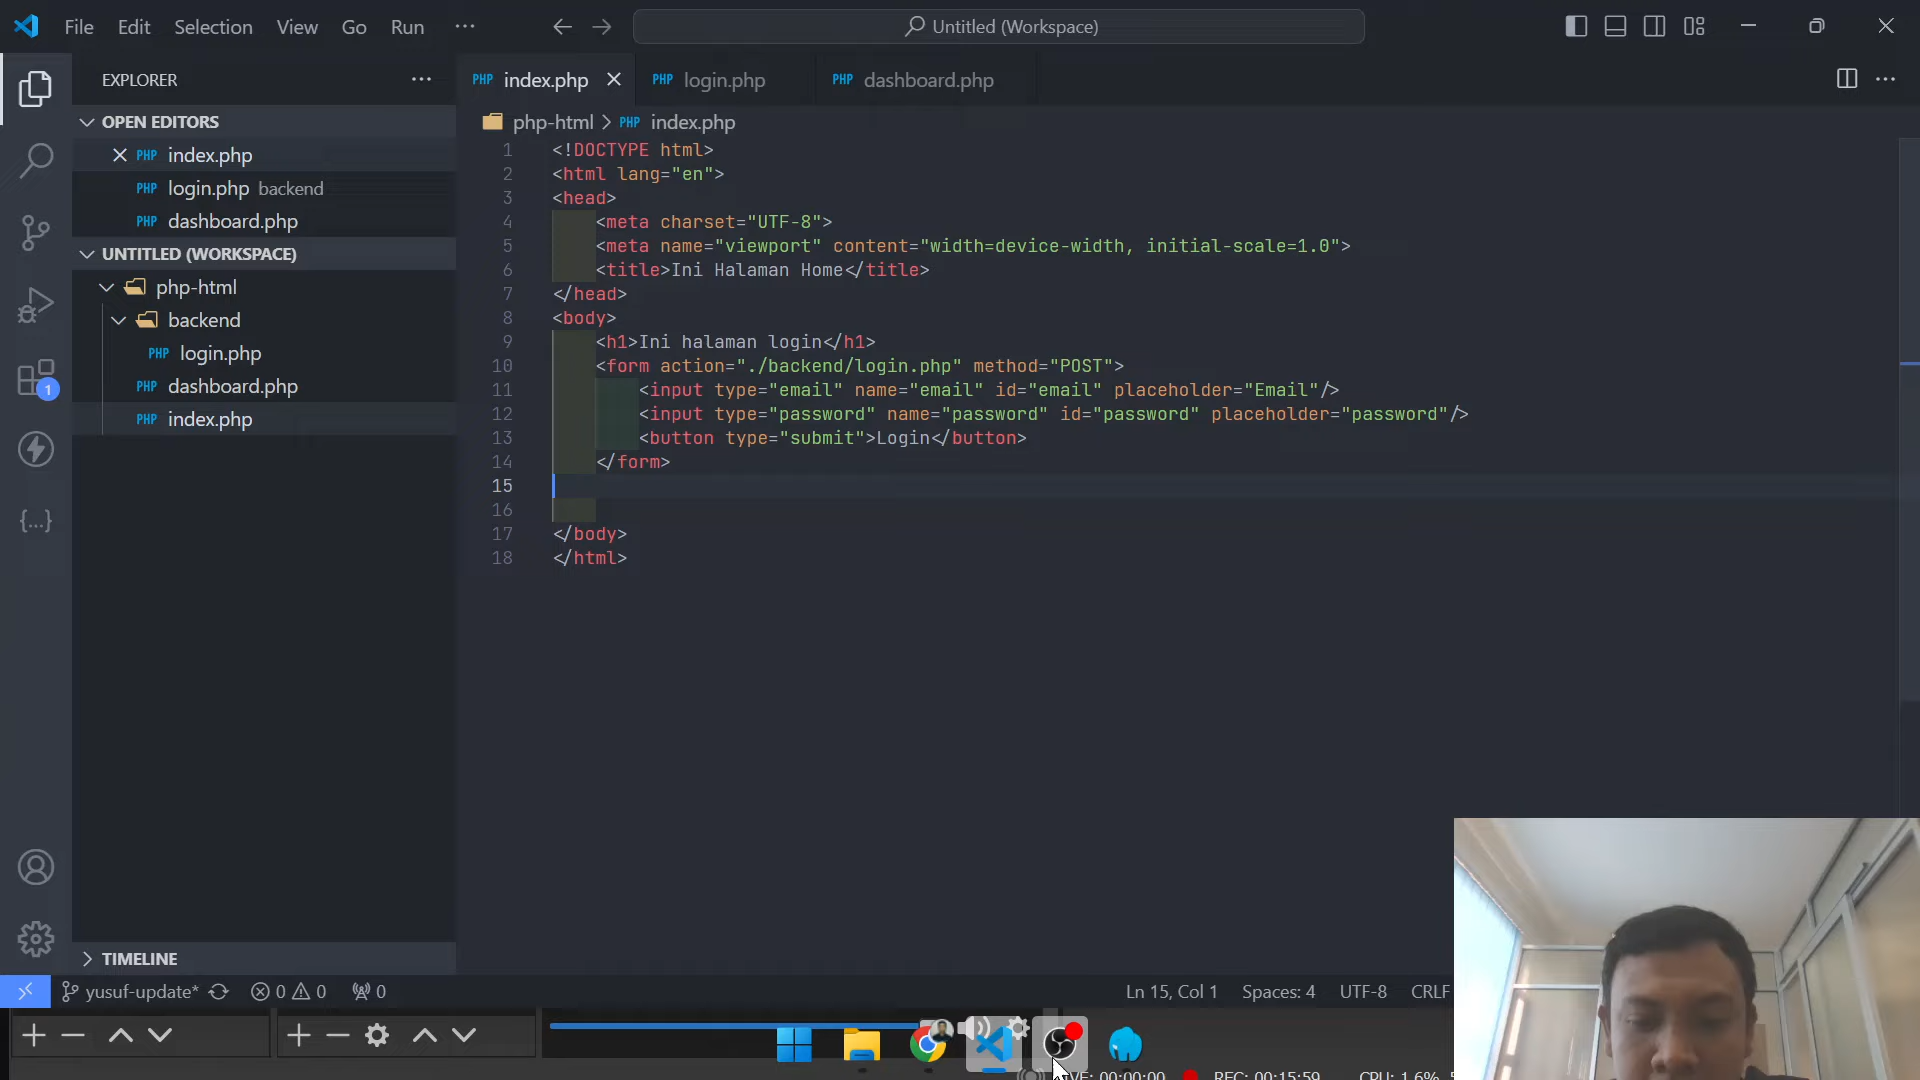 File Edit Selection View Go Run ···
Untitled (Workspace)
EXPLORER ···
PHP index.php
PHP login.php
PHP dashboard.php
OPEN EDITORS
PHP index.php
PHP login.php backend
PHP dashboard.php
UNTITLED (WORKSPACE)
php-html
backend
PHP login.php
PHP dashboard.php
PHP index.php
TIMELINE
php-html > PHP index.php
1 <!DOCTYPE html>
2 <html lang="en">
3 <head>
4 <meta charset="UTF-8">
5 <meta name="viewport" content="width=device-width, initial-scale=1.0">
6 <title>Ini Halaman Home</title>
7 </head>
8 <body>
9 <h1>Ini halaman login</h1>
10 <form action="./backend/login.php" method="POST">
11 <input type="email" name="email" id="email" placeholder="Email"/>
12 <input type="password" name="password" id="password" placeholder="password"/>
13 <button type="submit">Login</button>
14 </form>
15
16
17 </body>
18 </html>
1
{...}
yusuf-update* 0 0 0
Ln 15, Col 1 Spaces: 4 UTF-8 CRLF
00:00:00 REC: 00:15:59 CPU: 1.6%